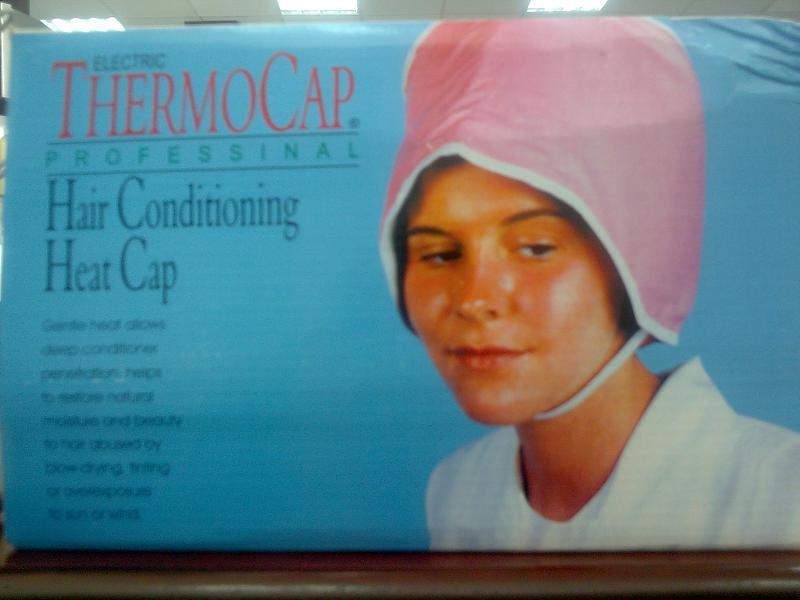 ELECTRIC
THERMOCAP®
PROFESSINAL
Hair Conditioning
Heat Cap
Gentle heat allows
deep conditioner
penetration, helps
to restore natural
moisture and beauty
to hair abused by
blow-drying, tinting
or overexposure
to sun or wind.